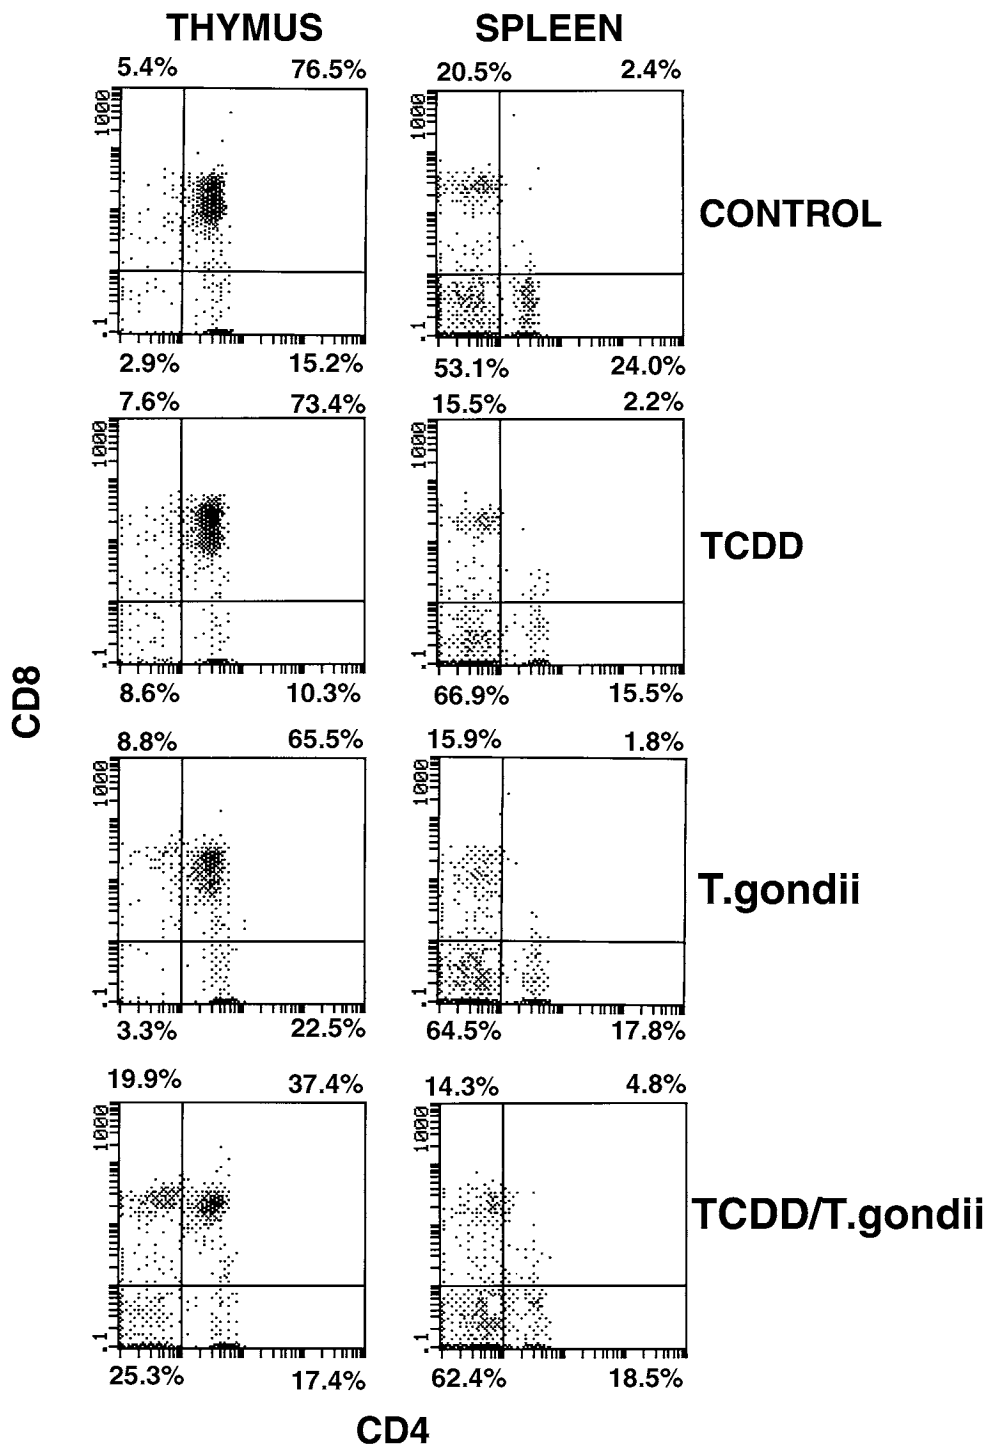 THYMUS SPLEEN
5.4% 76.5% 20.5% 2.4%
1000 1000
CONTROL
.1 .1
2.9% 15.2% 53.1% 24.0%
7.6% 73.4% 15.5% 2.2%
1000 1000
TCDD
.1 .1
8.6% 10.3% 66.9% 15.5%
CD8
8.8% 65.5% 15.9% 1.8%
1000 1000
T.gondii
.1 .1
3.3% 22.5% 64.5% 17.8%
19.9% 37.4% 14.3% 4.8%
1000 1000
TCDD/T.gondii
.1 .1
25.3% 17.4% 62.4% 18.5%
CD4